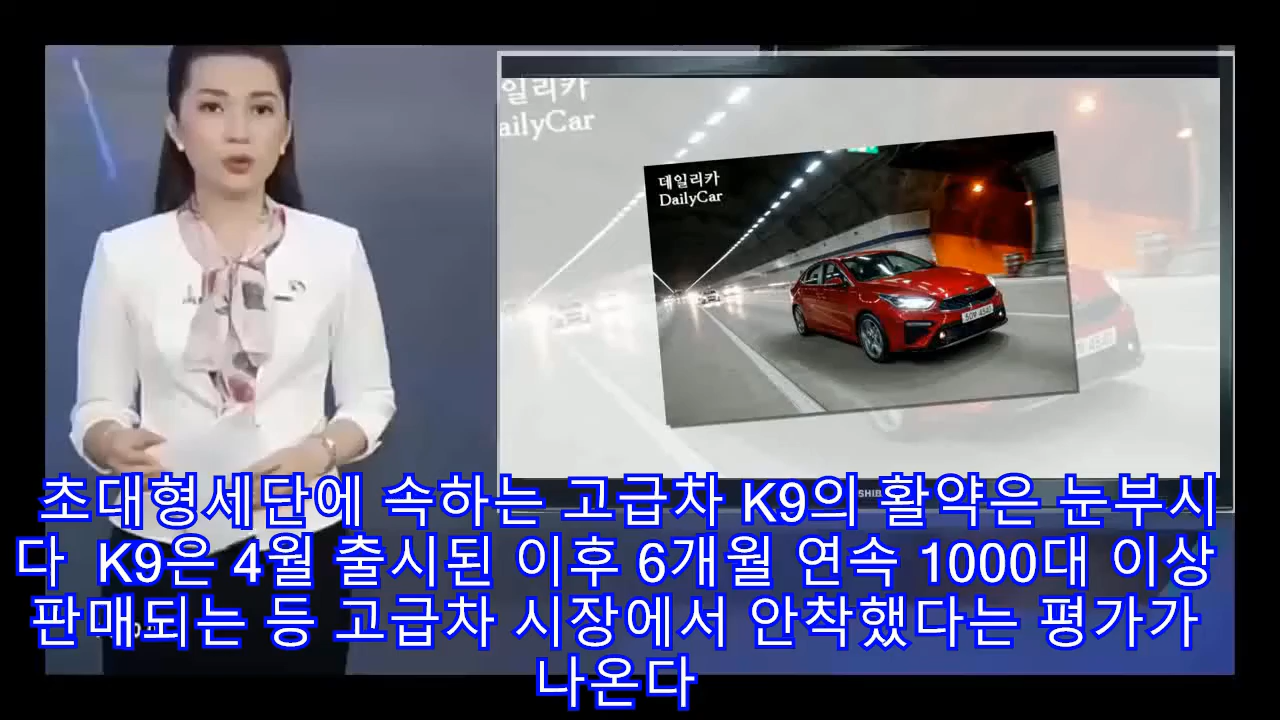 일리카
ailyCar
데일리카
DailyCar
초대형세단에 속하는 고급차 K9의 활약은 눈부시
다 K9은 4월 출시된 이후 6개월 연속 1000대 이상
판매되는 등 고급차 시장에서 안착했다는 평가가
나온다